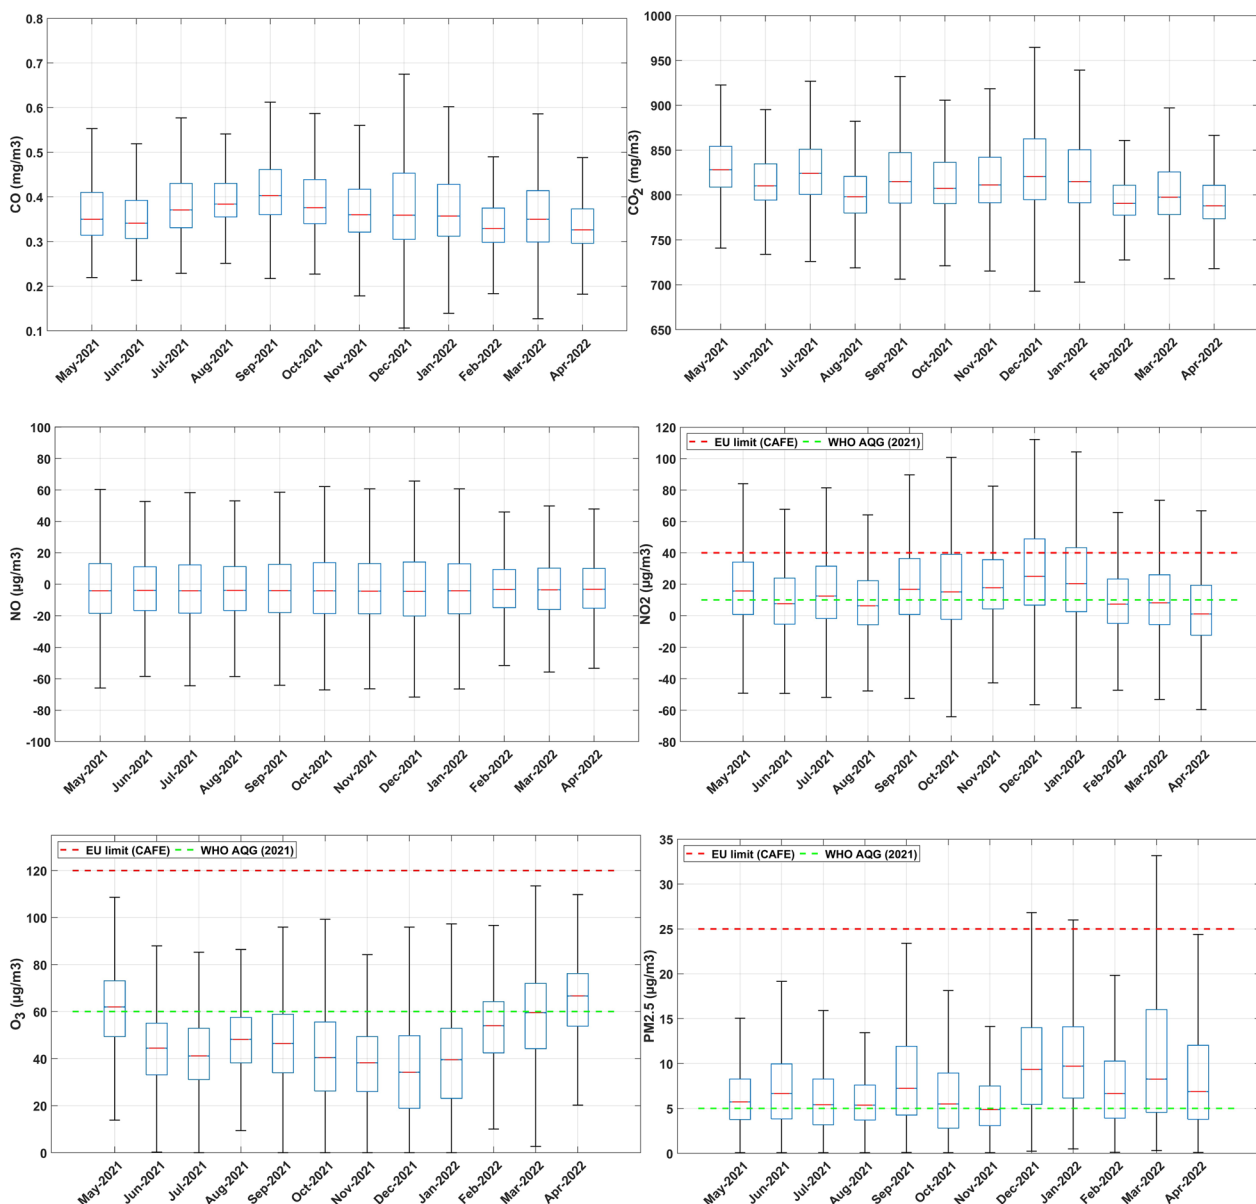 0.8
0.7
0.6
0.5
0.4
0.3
0.2
0.1
CO (mg/m3)
May-2021
Jun-2021
Jul-2021
Aug-2021
Sep-2021
Oct-2021
Nov-2021
Dec-2021
Jan-2022
Feb-2022
Mar-2022
Apr-2022
1000
950
900
850
800
750
700
650
CO2 (mg/m3)
May-2021
Jun-2021
Jul-2021
Aug-2021
Sep-2021
Oct-2021
Nov-2021
Dec-2021
Jan-2022
Feb-2022
Mar-2022
Apr-2022
100
80
60
40
20
0
-20
-40
-60
-80
-100
NO (µg/m3)
May-2021
Jun-2021
Jul-2021
Aug-2021
Sep-2021
Oct-2021
Nov-2021
Dec-2021
Jan-2022
Feb-2022
Mar-2022
Apr-2022
EU limit (CAFE) WHO AQG (2021)
120
100
80
60
40
20
0
-20
-40
-60
-80
NO2 (µg/m3)
May-2021
Jun-2021
Jul-2021
Aug-2021
Sep-2021
Oct-2021
Nov-2021
Dec-2021
Jan-2022
Feb-2022
Mar-2022
Apr-2022
EU limit (CAFE) WHO AQG (2021)
120
100
80
60
40
20
0
O3 (µg/m3)
May-2021
Jun-2021
Jul-2021
Aug-2021
Sep-2021
Oct-2021
Nov-2021
Dec-2021
Jan-2022
Feb-2022
Mar-2022
Apr-2022
EU limit (CAFE) WHO AQG (2021)
35
30
25
20
15
10
5
0
PM2.5 (µg/m3)
May-2021
Jun-2021
Jul-2021
Aug-2021
Sep-2021
Oct-2021
Nov-2021
Dec-2021
Jan-2022
Feb-2022
Mar-2022
Apr-2022